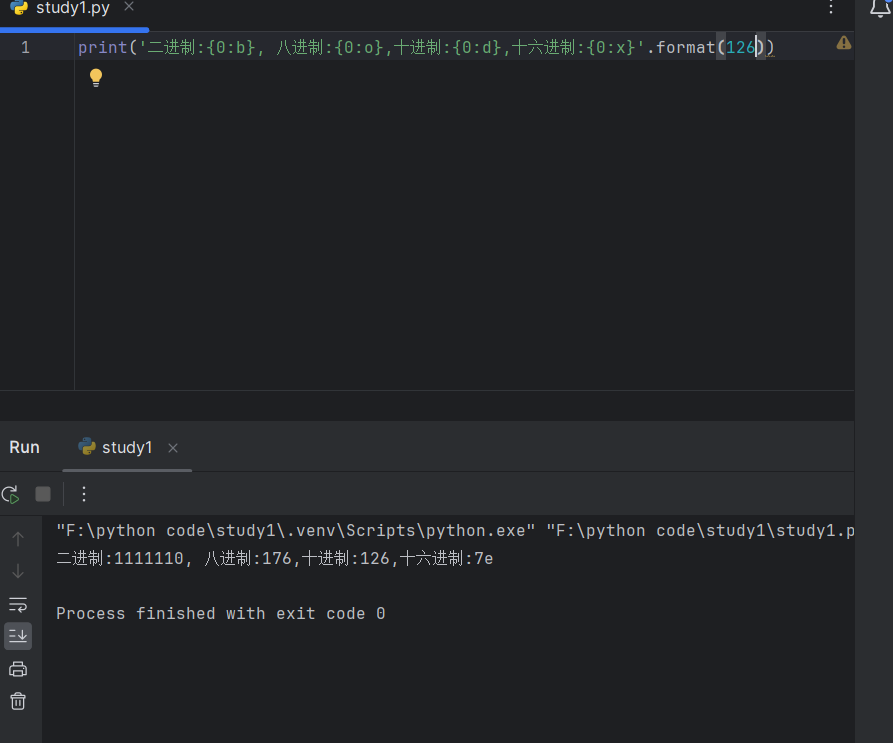 study1.py
1 print('二进制:{0:b}, 八进制:{0:o},十进制:{0:d},十六进制:{0:x}'.format(126))
Run study1
"F:\python code\study1\.venv\Scripts\python.exe" "F:\python code\study1\study1.p
二进制:1111110, 八进制:176,十进制:126,十六进制:7e
Process finished with exit code 0